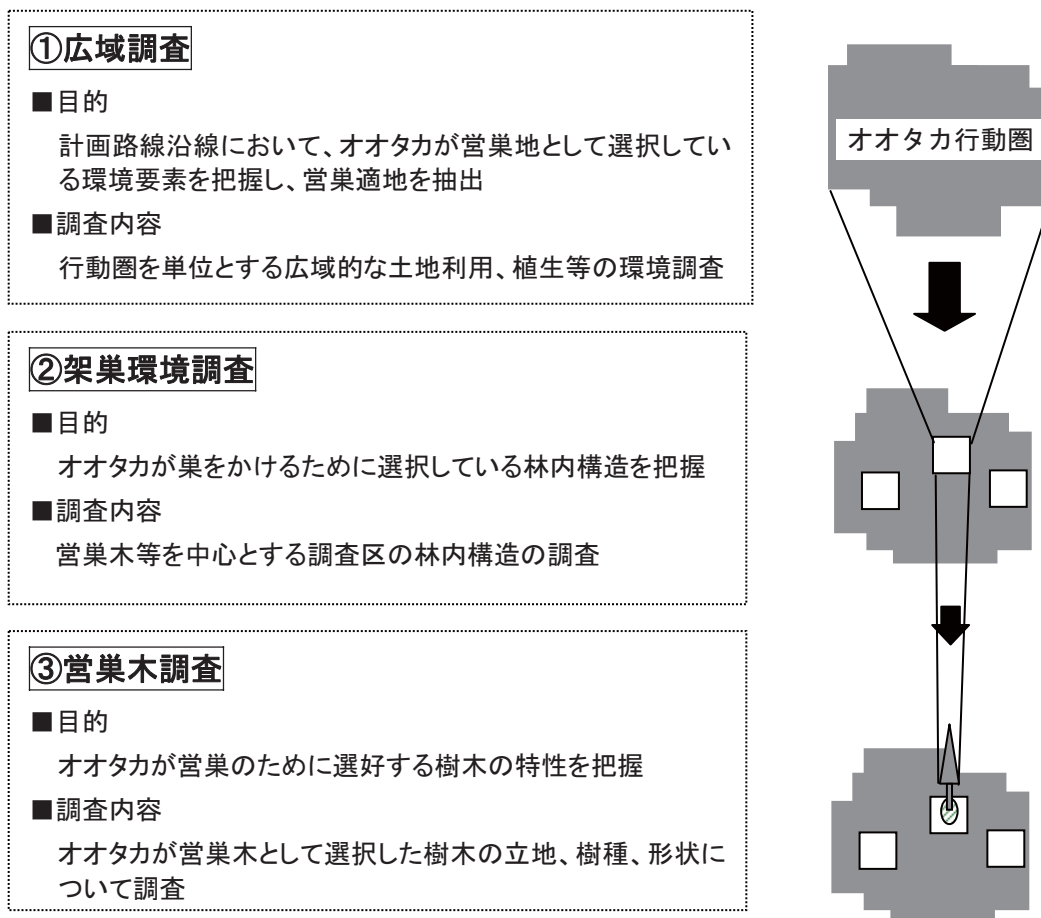 ①広域調査
■目的
計画路線沿線において、オオタカが営巣地として選択してい
る環境要素を把握し、営巣適地を抽出
■調査内容
行動圏を単位とする広域的な土地利用、植生等の環境調査
オオタカ行動圏
②架巣環境調査
■目的
オオタカが巣をかけるために選択している林内構造を把握
■調査内容
営巣木等を中心とする調査区の林内構造の調査
③営巣木調査
■目的
オオタカが営巣のために選好する樹木の特性を把握
■調査内容
オオタカが営巣木として選択した樹木の立地、樹種、形状に
ついて調査